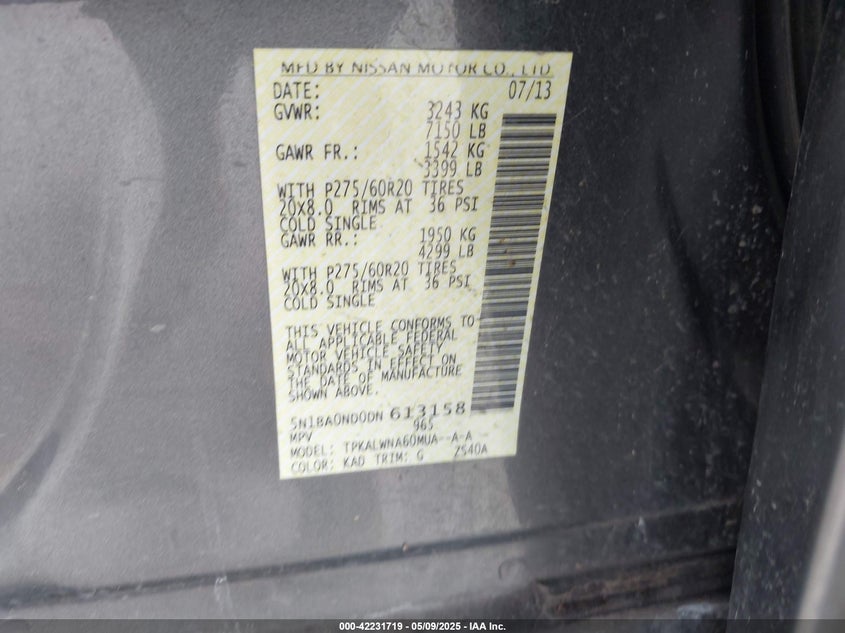 MFD BY NISSAN MOTOR CO., LTD.
DATE: 07/13
GVWR: 3243 KG
7150 LB
GAWR FR.: 1542 KG
3399 LB
WITH P275/60R20 TIRES
20X8.0 RIMS AT 36 PSI
COLD SINGLE
GAWR RR.: 1950 KG
4299 LB
WITH P275/60R20 TIRES
20X8.0 RIMS AT 36 PSI
COLD SINGLE
THIS VEHICLE CONFORMS TO
ALL APPLICABLE FEDERAL
MOTOR VEHICLE SAFETY
STANDARDS IN EFFECT ON
THE DATE OF MANUFACTURE
SHOWN ABOVE.
5N1BA0ND0DN 613158
MPV 965
MODEL: TPKALWNA60MUA--A-A
COLOR: KAD TRIM: G ZS40A
000-42231719 — 05/09/2025 — IAA Inc.